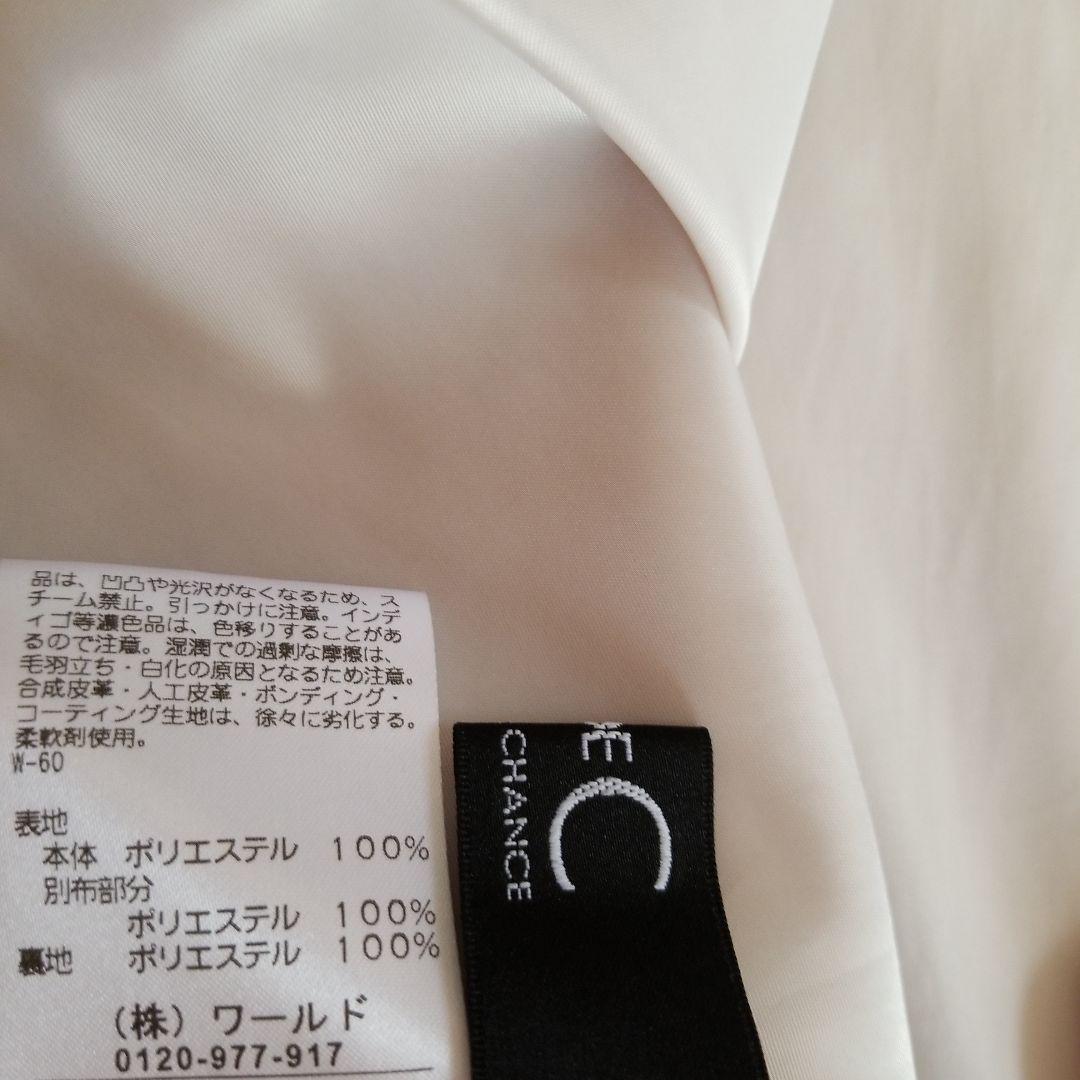 品は、凹凸や光沢がなくなるため、ス
チーム禁止。引っかけに注意。インデ
ィゴ等濃色品は、色移りすることがあ
るので注意。湿潤での過剰な摩擦は、
毛羽立ち・白化の原因となるため注意。
合成皮革・人工皮革・ボンディング・
コーティング生地は、徐々に劣化する。
柔軟剤使用。
W-60
表地
本体 ポリエステル 100%
別布部分
ポリエステル 100%
裏地 ポリエステル 100%
(株) ワールド
0120-977-917
C
CHANCE